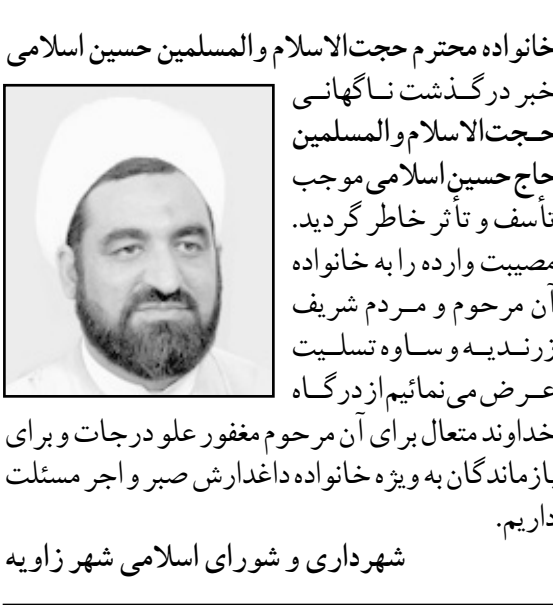 خانواده محترم حجت‌الاسلام والمسلمین حسین اسلامی
خبر درگذشت ناگهانی
حجت‌الاسلام والمسلمین
حاج حسین اسلامی موجب
تأسف و تأثر خاطر گردید.
مصیبت وارده را به خانواده
آن مرحوم و مردم شریف
زرندیه و ساوه تسلیت
عرض می‌نمائیم از درگاه
خداوند متعال برای آن مرحوم مغفور علو درجات و برای
بازماندگان به ویژه خانواده داغدارش صبر و اجر مسئلت
داریم.
شهرداری و شورای اسلامی شهر زاویه